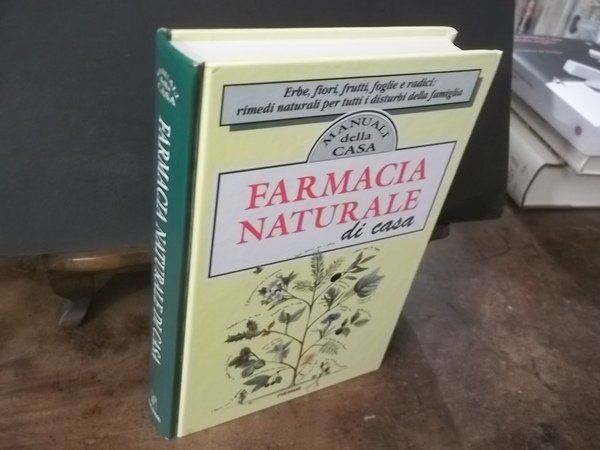 Erbe, fiori, frutti, foglie e radici:
rimedi naturali per tutti i disturbi della famiglia
MANUALI
della
CASA
FARMACIA
NATURALE
di casa
FARMACIA NATURALE DI CASA